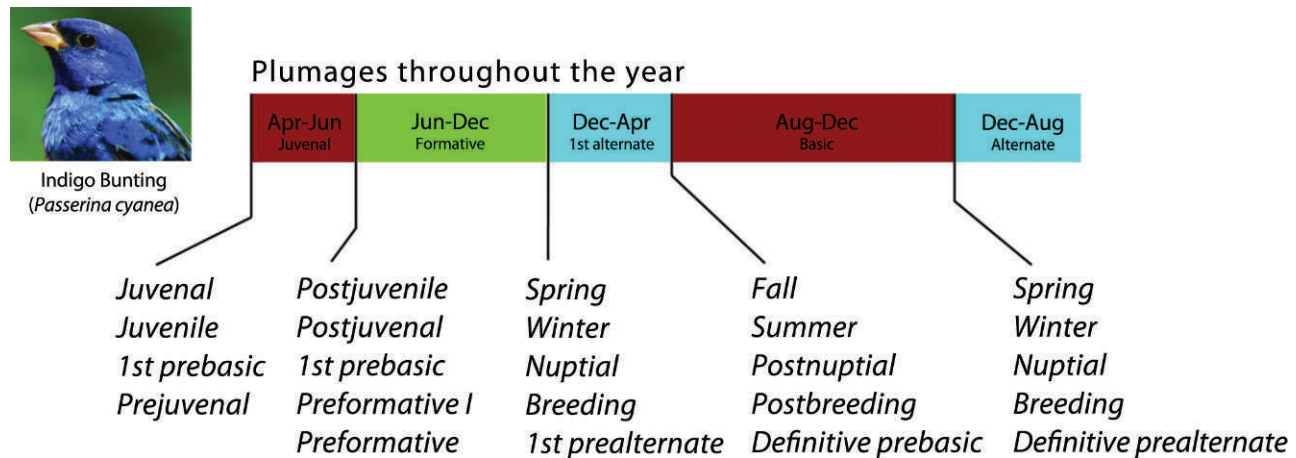 Plumages throughout the year
Apr-Jun
Juvenal
Jun-Dec
Formative
Dec-Apr
1st alternate
Aug-Dec
Basic
Dec-Aug
Alternate
Indigo Bunting
(Passerina cyanea)
Juvenal
Juvenile
1st prebasic
Prejuvenal
Postjuvenile
Postjuvenal
1st prebasic
Preformative I
Preformative
Spring
Winter
Nuptial
Breeding
1st prealternate
Fall
Summer
Postnuptial
Postbreeding
Definitive prebasic
Spring
Winter
Nuptial
Breeding
Definitive prealternate